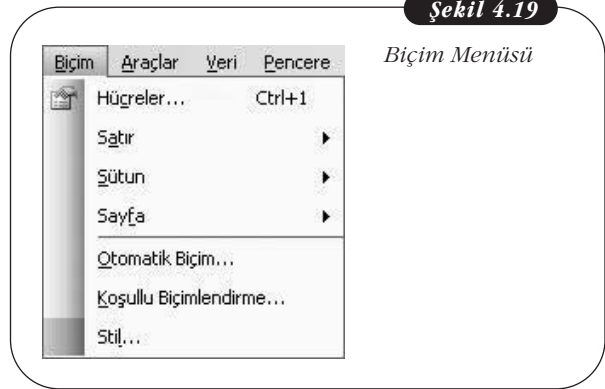 Şekil 4.19
Biçim Menüsü
Biçim Araçlar Veri Pencere
Hücreler... Ctrl+1
Satır
Sütun
Sayfa
Otomatik Biçim...
Koşullu Biçimlendirme...
Stil...